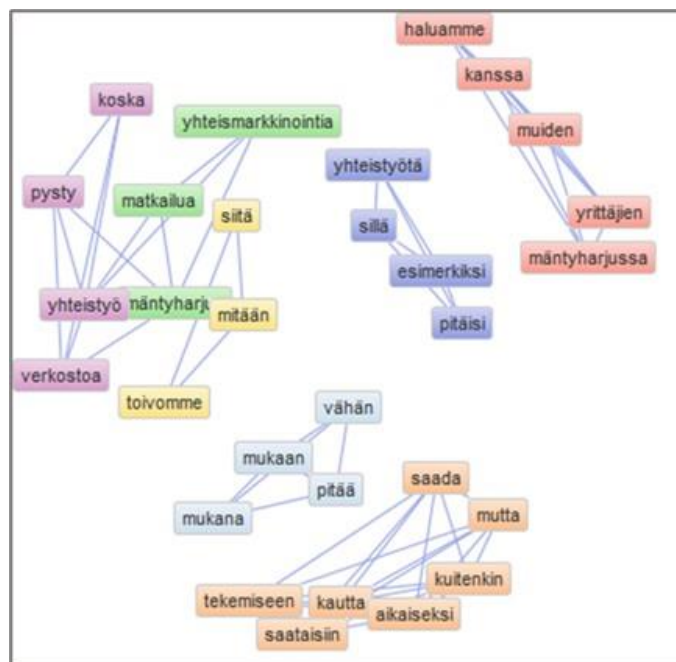 haluamme
kanssa
koska
yhteismarkkinointia
muiden
yhteistyötä
pysty
matkailua
siitä
yrittäjien
sillä
mäntyharjussa
esimerkiksi
yhteistyö
mäntyharju
mitään
pitäisi
verkostoa
toivomme
vähän
mukaan
saada
pitää
mukana
mutta
kuitenkin
tekemiseen
kautta
aikaiseksi
saataisiin